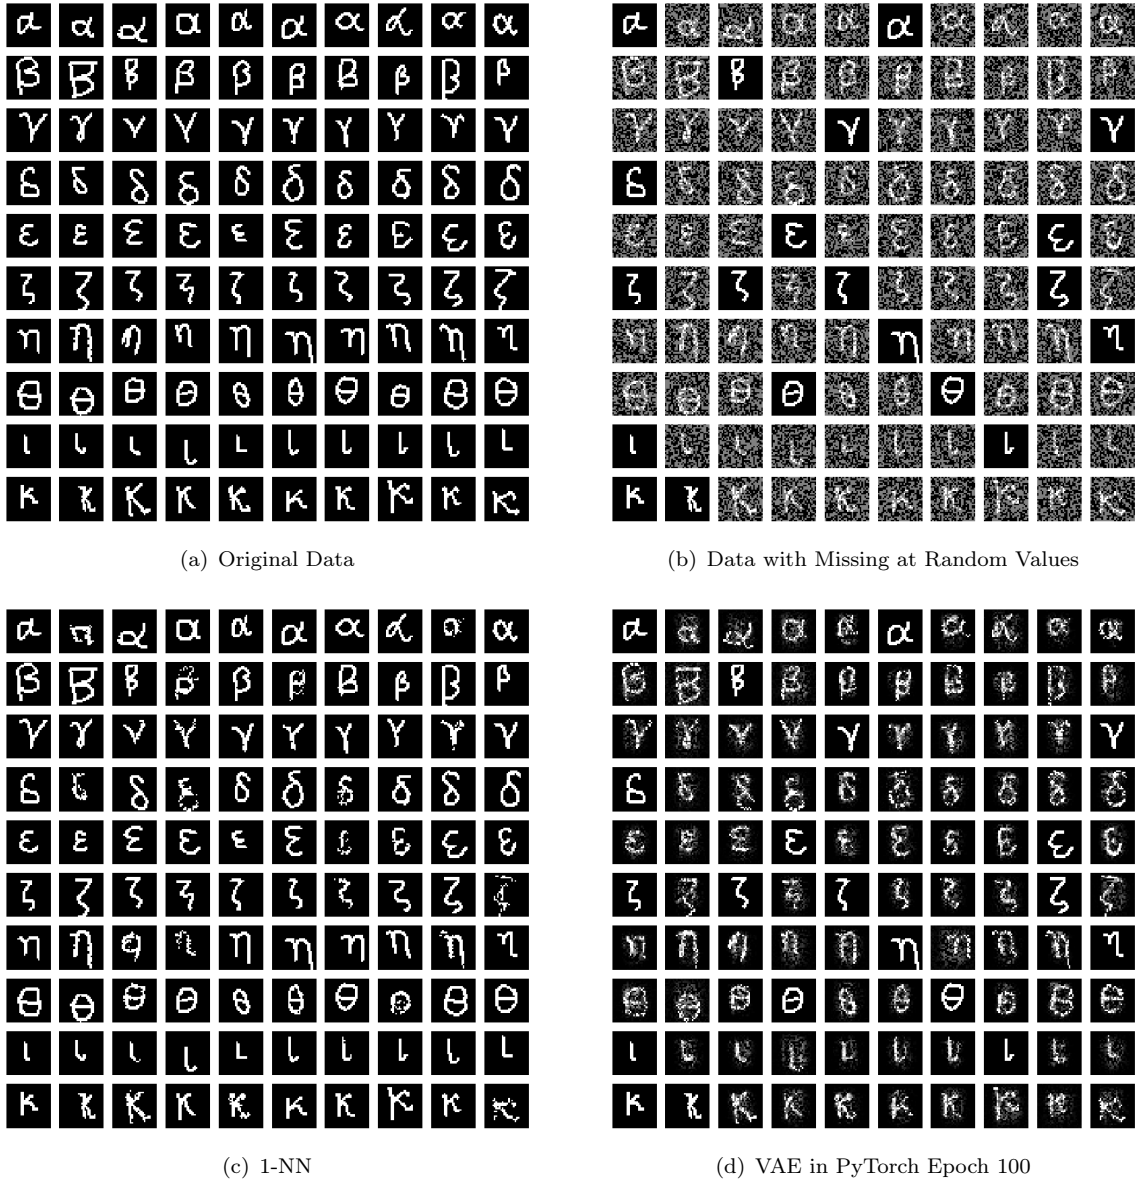 α α α α α α α α α α
β β β β β β β β β β
γ γ γ γ γ γ γ γ γ γ
δ δ δ δ δ δ δ δ δ δ
ε ε ε ε ε ε ε ε ε ε
ζ ζ ζ ζ ζ ζ ζ ζ ζ ζ
η η η η η η η η η η
θ θ θ θ θ θ θ θ θ θ
ι ι ι ι ι ι ι ι ι ι
κ κ κ κ κ κ κ κ κ κ
(a) Original Data
α α α α α α α α α α
β β β β β β β β β β
γ γ γ γ γ γ γ γ γ γ
δ δ δ δ δ δ δ δ δ δ
ε ε ε ε ε ε ε ε ε ε
ζ ζ ζ ζ ζ ζ ζ ζ ζ ζ
η η η η η η η η η η
θ θ θ θ θ θ θ θ θ θ
ι ι ι ι ι ι ι ι ι ι
κ κ κ κ κ κ κ κ κ κ
(b) Data with Missing at Random Values
α α α α α α α α α α
β β β β β β β β β β
γ γ γ γ γ γ γ γ γ γ
δ δ δ δ δ δ δ δ δ δ
ε ε ε ε ε ε ε ε ε ε
ζ ζ ζ ζ ζ ζ ζ ζ ζ ζ
η η η η η η η η η η
θ θ θ θ θ θ θ θ θ θ
ι ι ι ι ι ι ι ι ι ι
κ κ κ κ κ κ κ κ κ κ
(c) 1-NN
α α α α α α α α α α
β β β β β β β β β β
γ γ γ γ γ γ γ γ γ γ
δ δ δ δ δ δ δ δ δ δ
ε ε ε ε ε ε ε ε ε ε
ζ ζ ζ ζ ζ ζ ζ ζ ζ ζ
η η η η η η η η η η
θ θ θ θ θ θ θ θ θ θ
ι ι ι ι ι ι ι ι ι ι
κ κ κ κ κ κ κ κ κ κ
(d) VAE in PyTorch Epoch 100